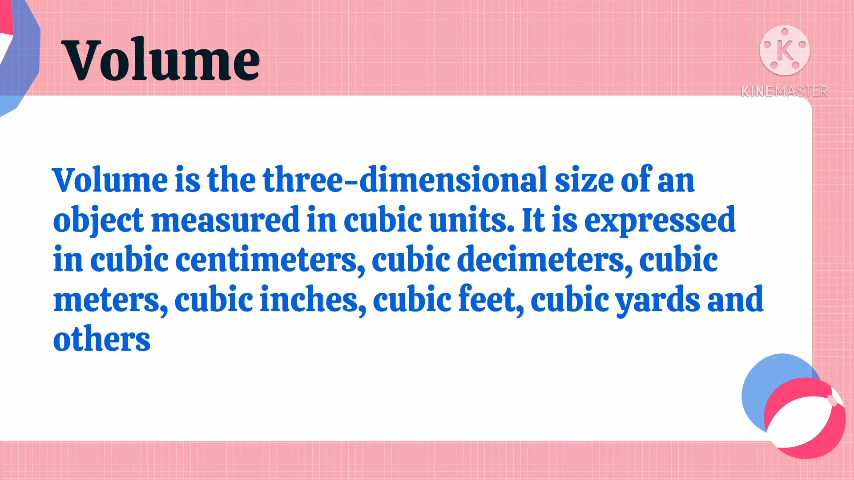 Volume
K
KINEMASTER
Volume is the three-dimensional size of an
object measured in cubic units. It is expressed
in cubic centimeters, cubic decimeters, cubic
meters, cubic inches, cubic feet, cubic yards and
others